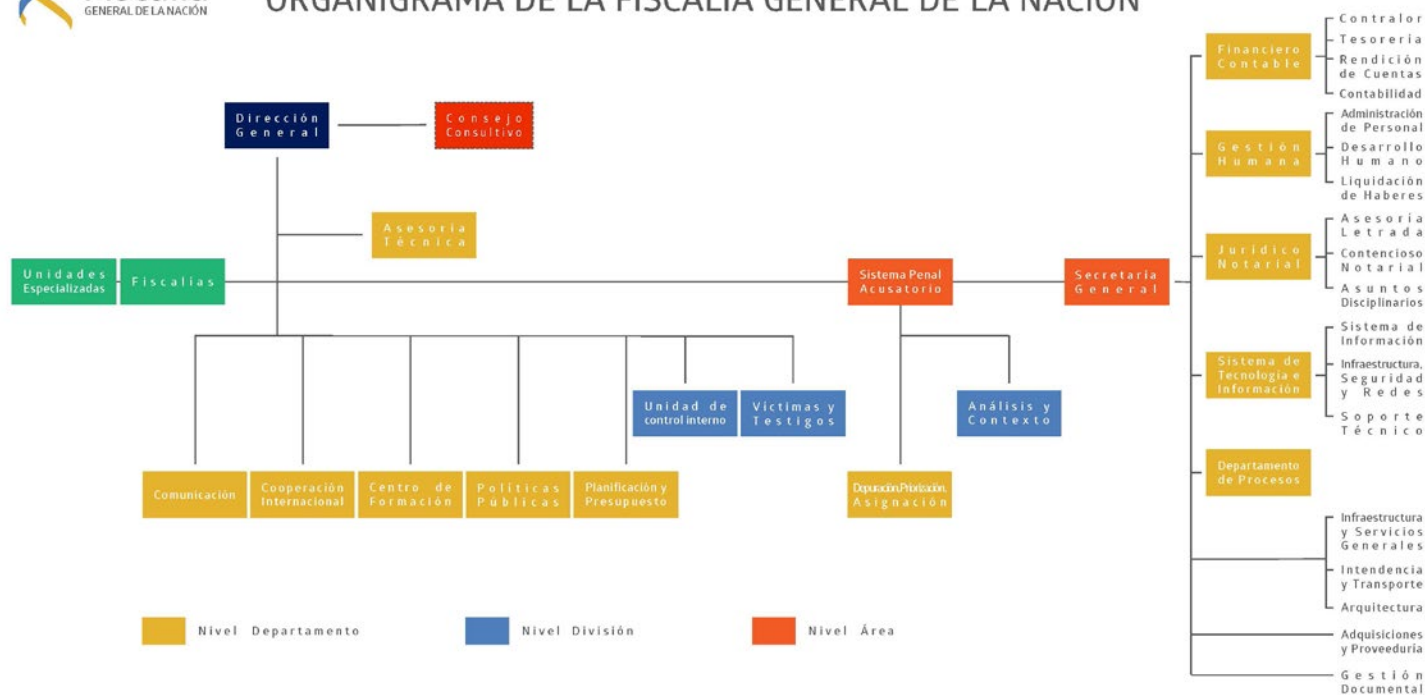 GENERAL DE LA NACIÓN
ORGANIGRAMA DE LA FISCALÍA GENERAL DE LA NACIÓN
Dirección
General
Consejo
Consultivo
Asesoría
Técnica
Unidades
Especializadas
Fiscalías
Sistema Penal
Acusatorio
Secretaría
General
Unidad de
control interno
Víctimas y
Testigos
Análisis y
Contexto
Comunicación
Cooperación
Internacional
Centro de
Formación
Políticas
Públicas
Planificación y
Presupuesto
Depuración, Priorización,
Asignación
Financiero
Contable
Contralor
Tesorería
Rendición
de Cuentas
Contabilidad
Gestión
Humana
Administración
de Personal
Desarrollo
Humano
Liquidación
de Haberes
Jurídico
Notarial
Asesoría
Letrada
Contencioso
Notarial
Asuntos
Disciplinarios
Sistema de
Tecnología e
Información
Sistema de
Información
Infraestructura,
Seguridad
y Redes
Soporte
Técnico
Departamento
de Procesos
Infraestructura
y Servicios
Generales
Intendencia
y Transporte
Arquitectura
Adquisiciones
y Proveeduría
Gestión
Documental
Nivel Departamento
Nivel División
Nivel Área